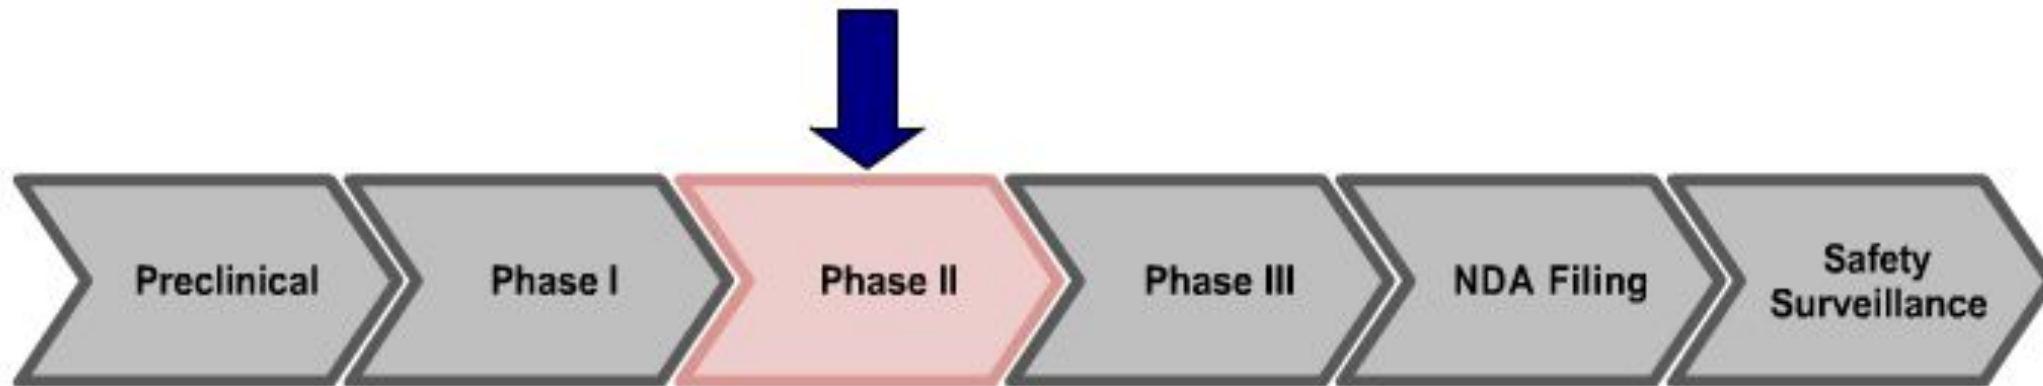 Preclinical
Phase I
Phase II
Phase III
NDA Filing
Safety
Surveillance